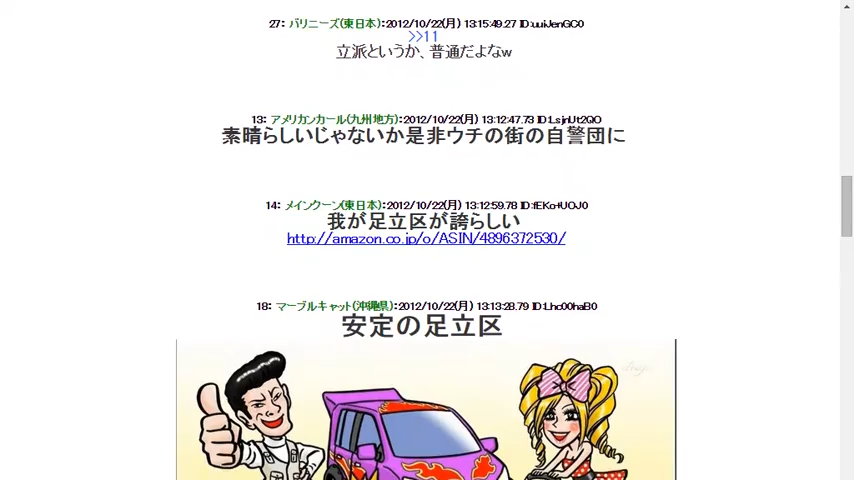 27: バリニーズ(東日本):2012/10/22(月) 13:15:49.27 ID:uuiJenGC0
>>11
立派というか、普通だよなw
13: アメリカンカール(九州地方):2012/10/22(月) 13:12:47.73 ID:LsjnUt2QO
素晴らしいじゃないか是非ウチの街の自警団に
14: メインクーン(東日本):2012/10/22(月) 13:12:59.78 ID:fEKo+UOJ0
我が足立区が誇らしい
http://amazon.co.jp/o/ASIN/4896372530/
18: マーブルキャット(沖縄県):2012/10/22(月) 13:13:28.79 ID:Lhc00haB0
安定の足立区